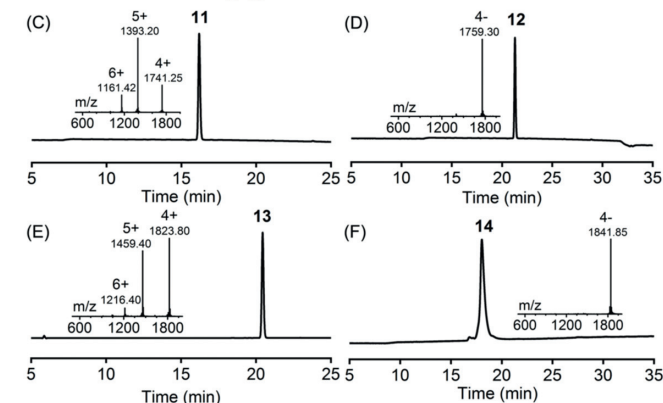 (C)
5+
1393.20
11
6+
1161.42
4+
1741.25
m/z
600 1200 1800
5 10 15 20 25
Time (min)
(D)
4-
1759.30
12
m/z
600 1200 1800
5 10 15 20 25 30 35
Time (min)
(E)
4+
1823.80
13
5+
1459.40
6+
1216.40
m/z
600 1200 1800
5 10 15 20 25
Time (min)
(F)
14
4-
1841.85
m/z
600 1200 1800
5 10 15 20 25 30 35
Time (min)